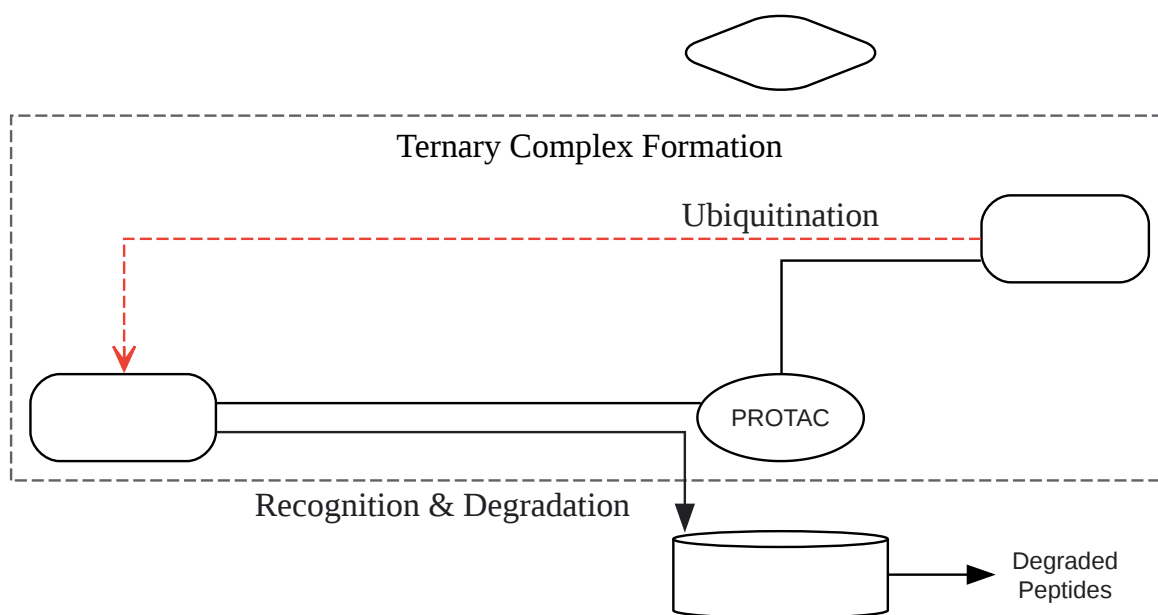 Ternary Complex Formation
Ubiquitination
PROTAC
Recognition & Degradation
Degraded
Peptides